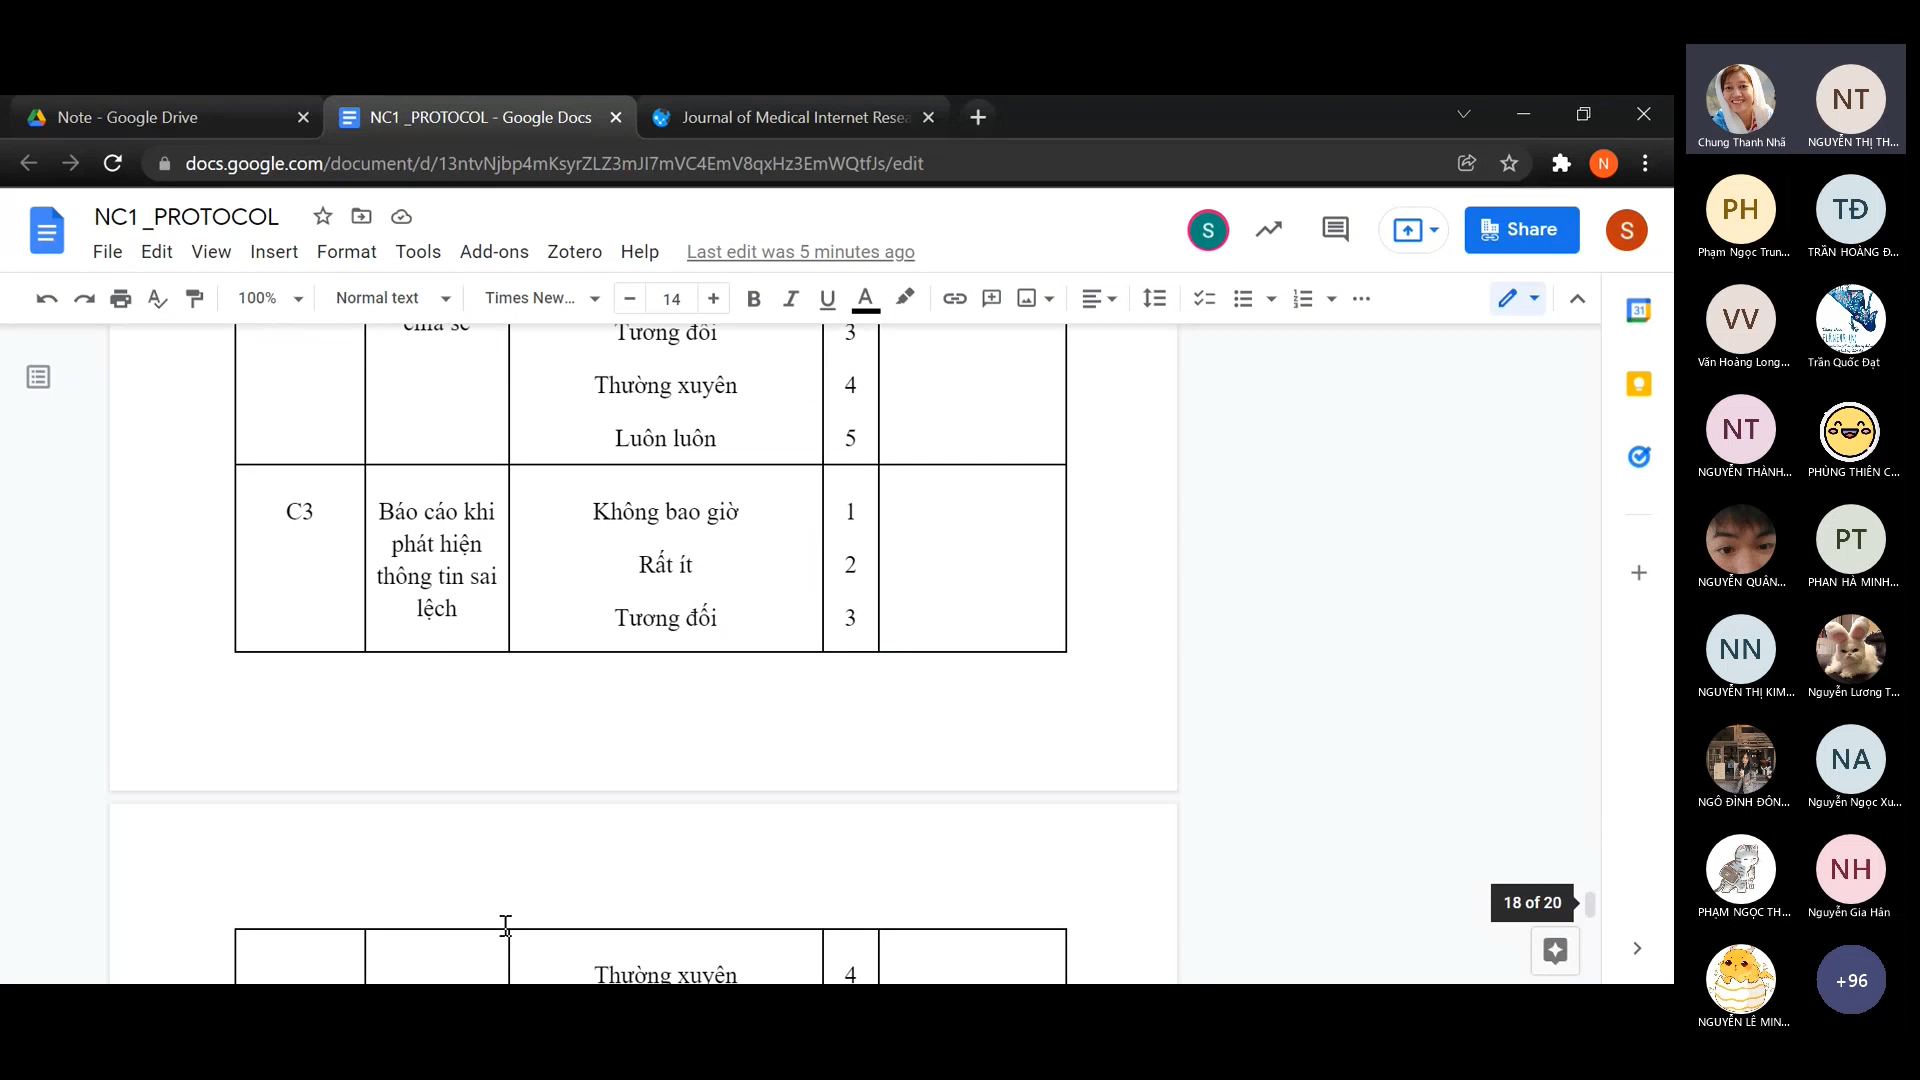 Note - Google Drive
NC1 _PROTOCOL - Google Docs
Journal of Medical Internet Resea
docs.google.com/document/d/13ntvNjbp4mKsyrZLZ3mJI7mVC4EmV8qxHz3EmWQtfJs/edit
N
NC1 _PROTOCOL
S
Share
S
File Edit View Insert Format Tools Add-ons Zotero Help Last edit was 5 minutes ago
100% Normal text Times New... 14 B I U A
31
chia sẻ
Tương đối 3
Thường xuyên 4
Luôn luôn 5
C3
Báo cáo khi
phát hiện
thông tin sai
lệch
Không bao giờ 1
Rất ít 2
Tương đối 3
18 of 20
Thường xuyên 4
NT
Chung Thanh Nhã NGUYỄN THỊ TH...
PH TĐ
Phạm Ngọc Trun... TRẦN HOÀNG Đ...
VV
Văn Hoàng Long... Trần Quốc Đạt
NT
NGUYỄN THÀNH... PHÙNG THIÊN C...
PT
NGUYỄN QUÂN... PHAN HÀ MINH...
NN
NGUYỄN THỊ KIM... Nguyễn Lương T...
NA
NGÔ ĐÌNH ĐÔN... Nguyễn Ngọc Xu...
NH
PHẠM NGỌC TH... Nguyễn Gia Hân
+96
NGUYỄN LÊ MIN...